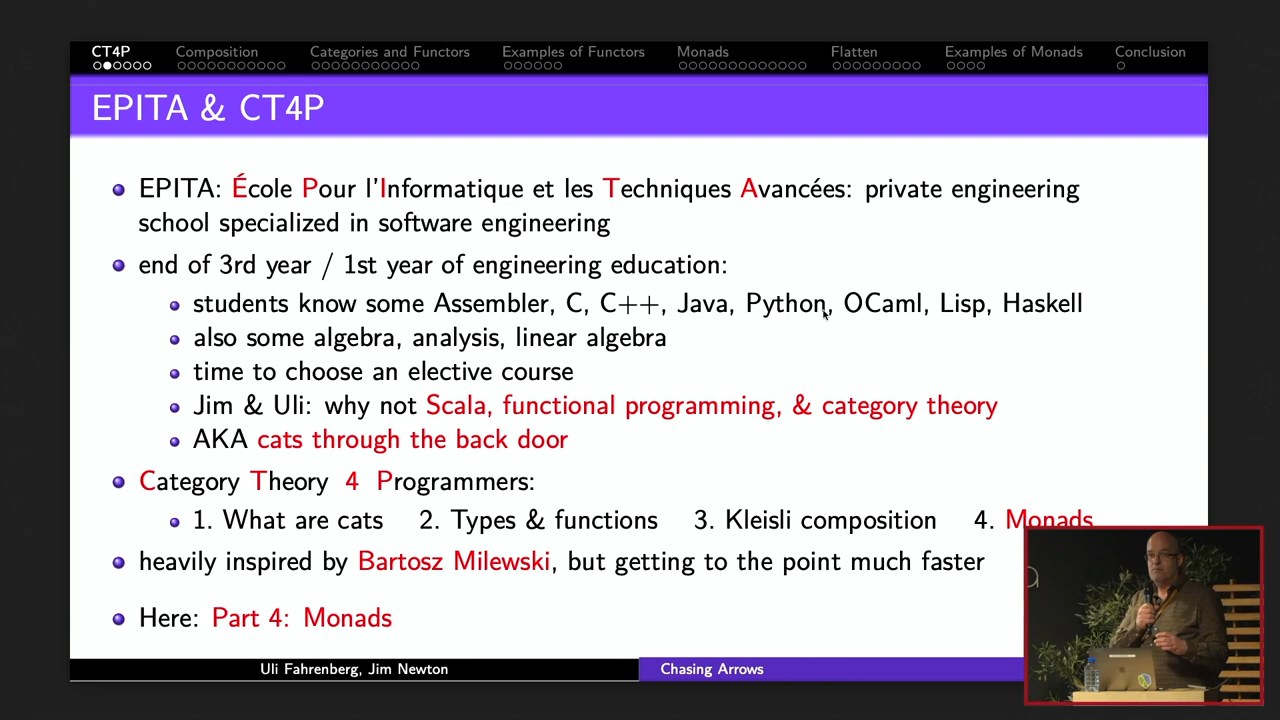 CT4P Composition Categories and Functors Examples of Functors Monads Flatten Examples of Monads Conclusion
EPITA & CT4P
EPITA: École Pour l'Informatique et les Techniques Avancées: private engineering
school specialized in software engineering
end of 3rd year / 1st year of engineering education:
students know some Assembler, C, C++, Java, Python, OCaml, Lisp, Haskell
also some algebra, analysis, linear algebra
time to choose an elective course
Jim & Uli: why not Scala, functional programming, & category theory
AKA cats through the back door
Category Theory 4 Programmers:
1. What are cats 2. Types & functions 3. Kleisli composition 4. Monads
heavily inspired by Bartosz Milewski, but getting to the point much faster
Here: Part 4: Monads
Uli Fahrenberg, Jim Newton Chasing Arrows